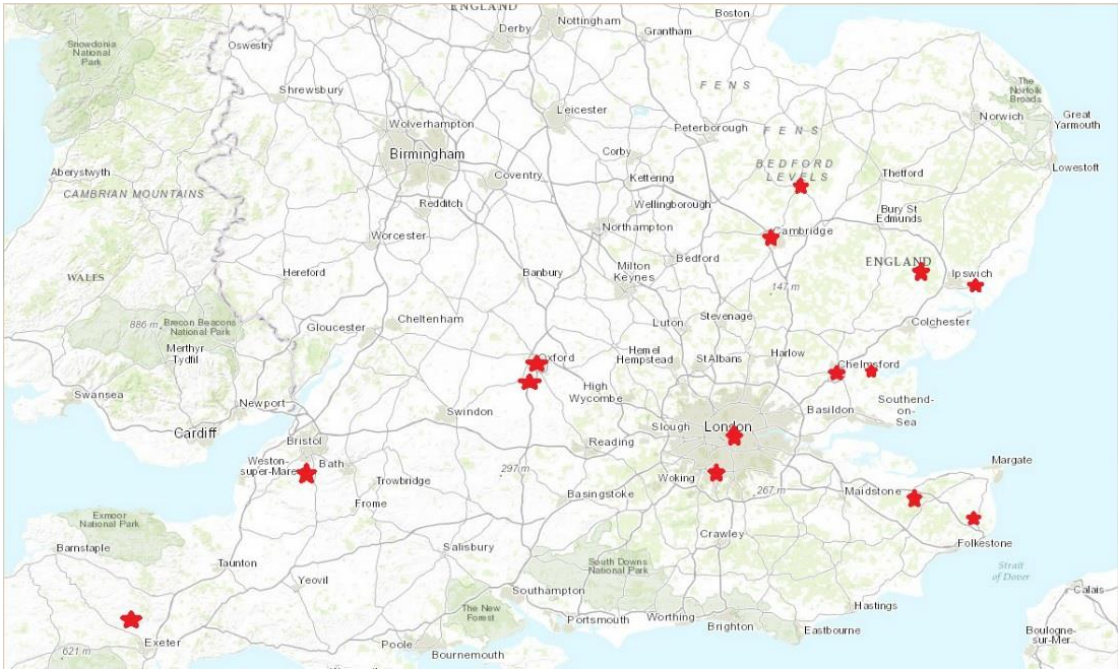 ENGLAND
Boston
Nottingham
Derby
Grantham
Oswestry
Snowdonia
National
Park
The
Norfolk
Broads
Shrewsbury
FENS
Leicester
Norwich
Great
Yarmouth
Wolverhampton
Peterborough
FENS
Birmingham
Corby
BEDFORD
LEVELS
Lowestoft
Aberystwyth
Coventry
Kettering
Thetford
CAMBRIAN MOUNTAINS
Redditch
Wellingborough
Bury St
Edmunds
Worcester
Northampton
Cambridge
WALES
Hereford
Banbury
Milton
Keynes
Bedford
ENGLAND
Ipswich
147 m
886 m
Brecon Beacons
National Park
Gloucester
Cheltenham
Luton
Stevenage
Colchester
Merthyr
Tydfil
Oxford
Hemel
Hempstead
St Albans
Harlow
Chelmsford
Swansea
Newport
Swindon
High
Wycombe
Basildon
Southend-
on-
Sea
Cardiff
Bristol
Slough
London
Reading
Weston-
super-Mare
Bath
297 m
Woking
Margate
Trowbridge
Basingstoke
267 m
Maidstone
Frome
Exmoor
National Park
Crawley
Folkestone
Barnstaple
Salisbury
Taunton
South Downs
National Park
Strait
of Dover
Yeovil
Southampton
Calais
The New
Forest
Hastings
Portsmouth
Worthing
Brighton
Eastbourne
Boulogne-
sur-Mer
Exeter
Poole
Bournemouth
621 m